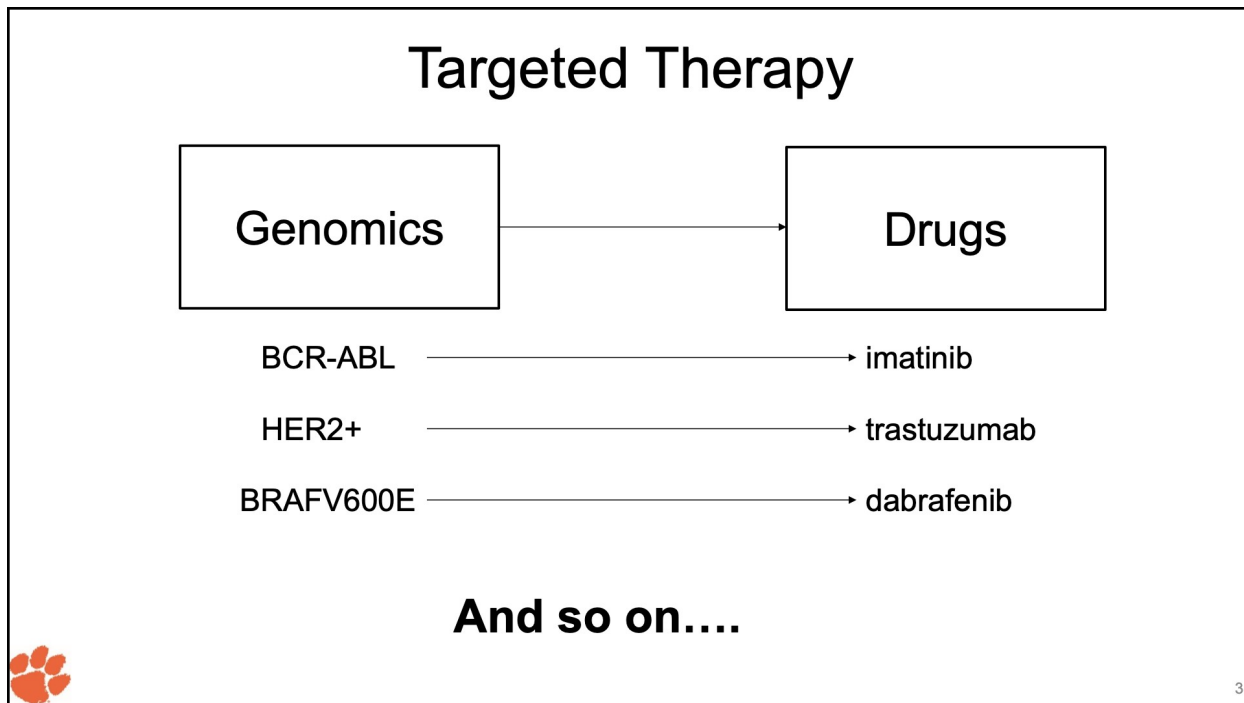 Targeted Therapy
Genomics
Drugs
BCR-ABL imatinib
HER2+ trastuzumab
BRAFV600E dabrafenib
And so on....
3